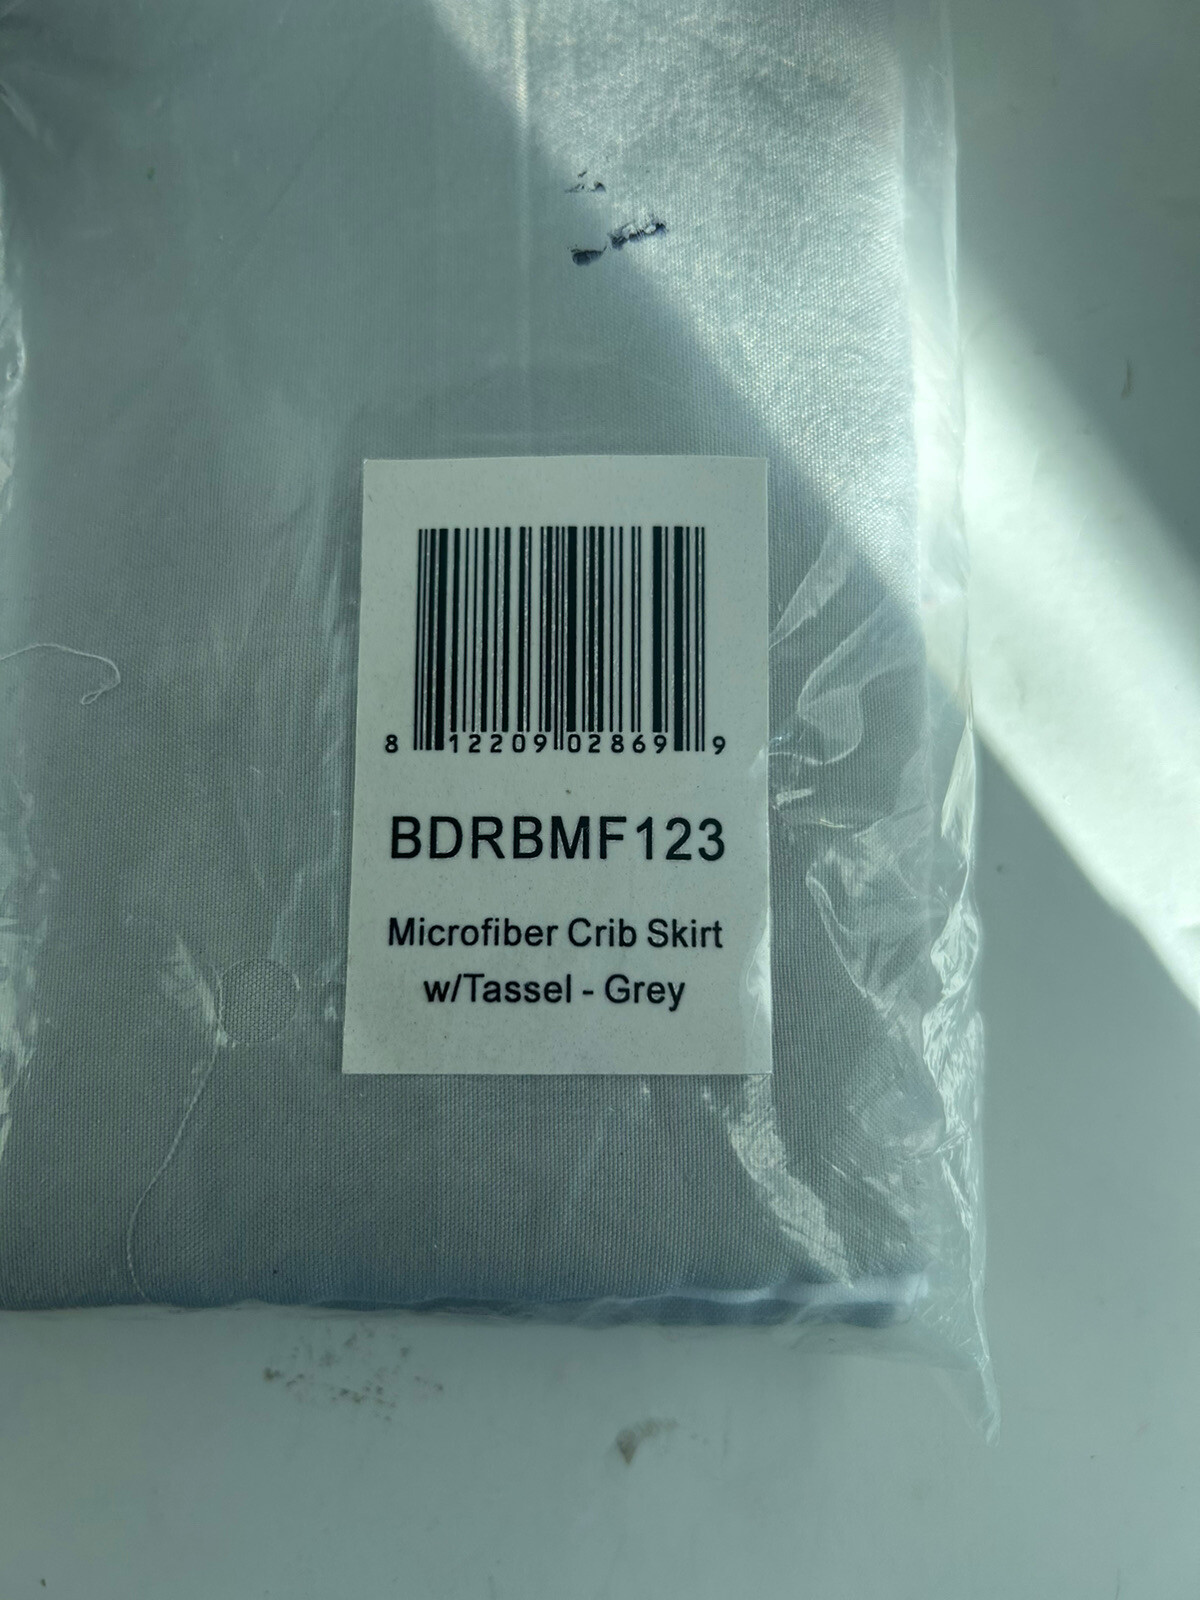 8 12209 02869 9
BDRBMF123
Microfiber Crib Skirt
w/Tassel - Grey